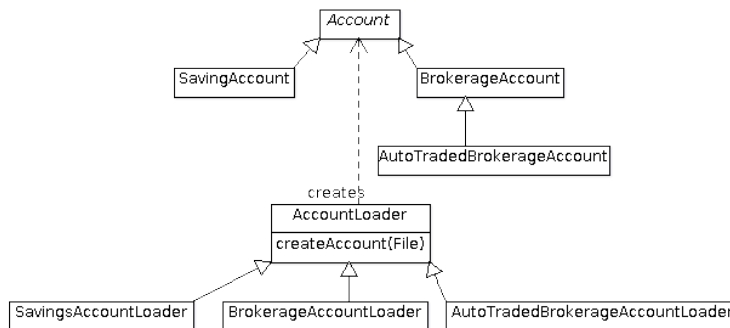 Account
SavingAccount
BrokerageAccount
AutoTradedBrokerageAccount
creates
AccountLoader
createAccount(File)
SavingsAccountLoader
BrokerageAccountLoader
AutoTradedBrokerageAccountLoader